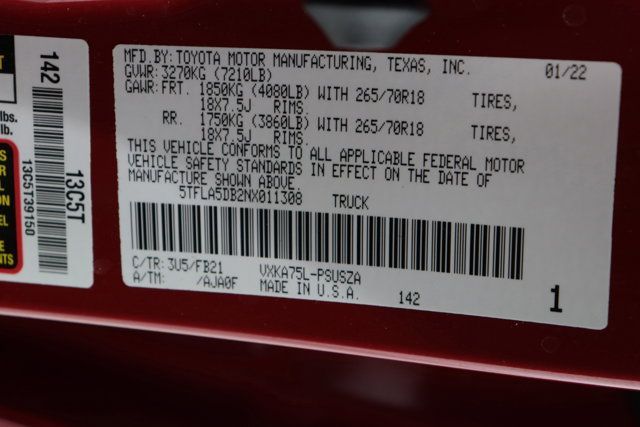 MFD.BY: TOYOTA MOTOR MANUFACTURING, TEXAS, INC. 01/22
GVWR: 3270KG (7210LB)
GAWR: FRT. 1850KG (4080LB) WITH 265/70R18 TIRES,
18X7.5J RIMS.
RR. 1750KG (3860LB) WITH 265/70R18 TIRES,
18X7.5J RIMS.
THIS VEHICLE CONFORMS TO ALL APPLICABLE FEDERAL MOTOR
VEHICLE SAFETY STANDARDS IN EFFECT ON THE DATE OF
MANUFACTURE SHOWN ABOVE.
5TFLA5DB2NX011308 TRUCK
C/TR: 3U5/FB21 VXKA75L-PSUSZA
A/TM: /AJA0F MADE IN U.S.A. 142
1
142
13C5T
13C5739150
lbs.
lb.